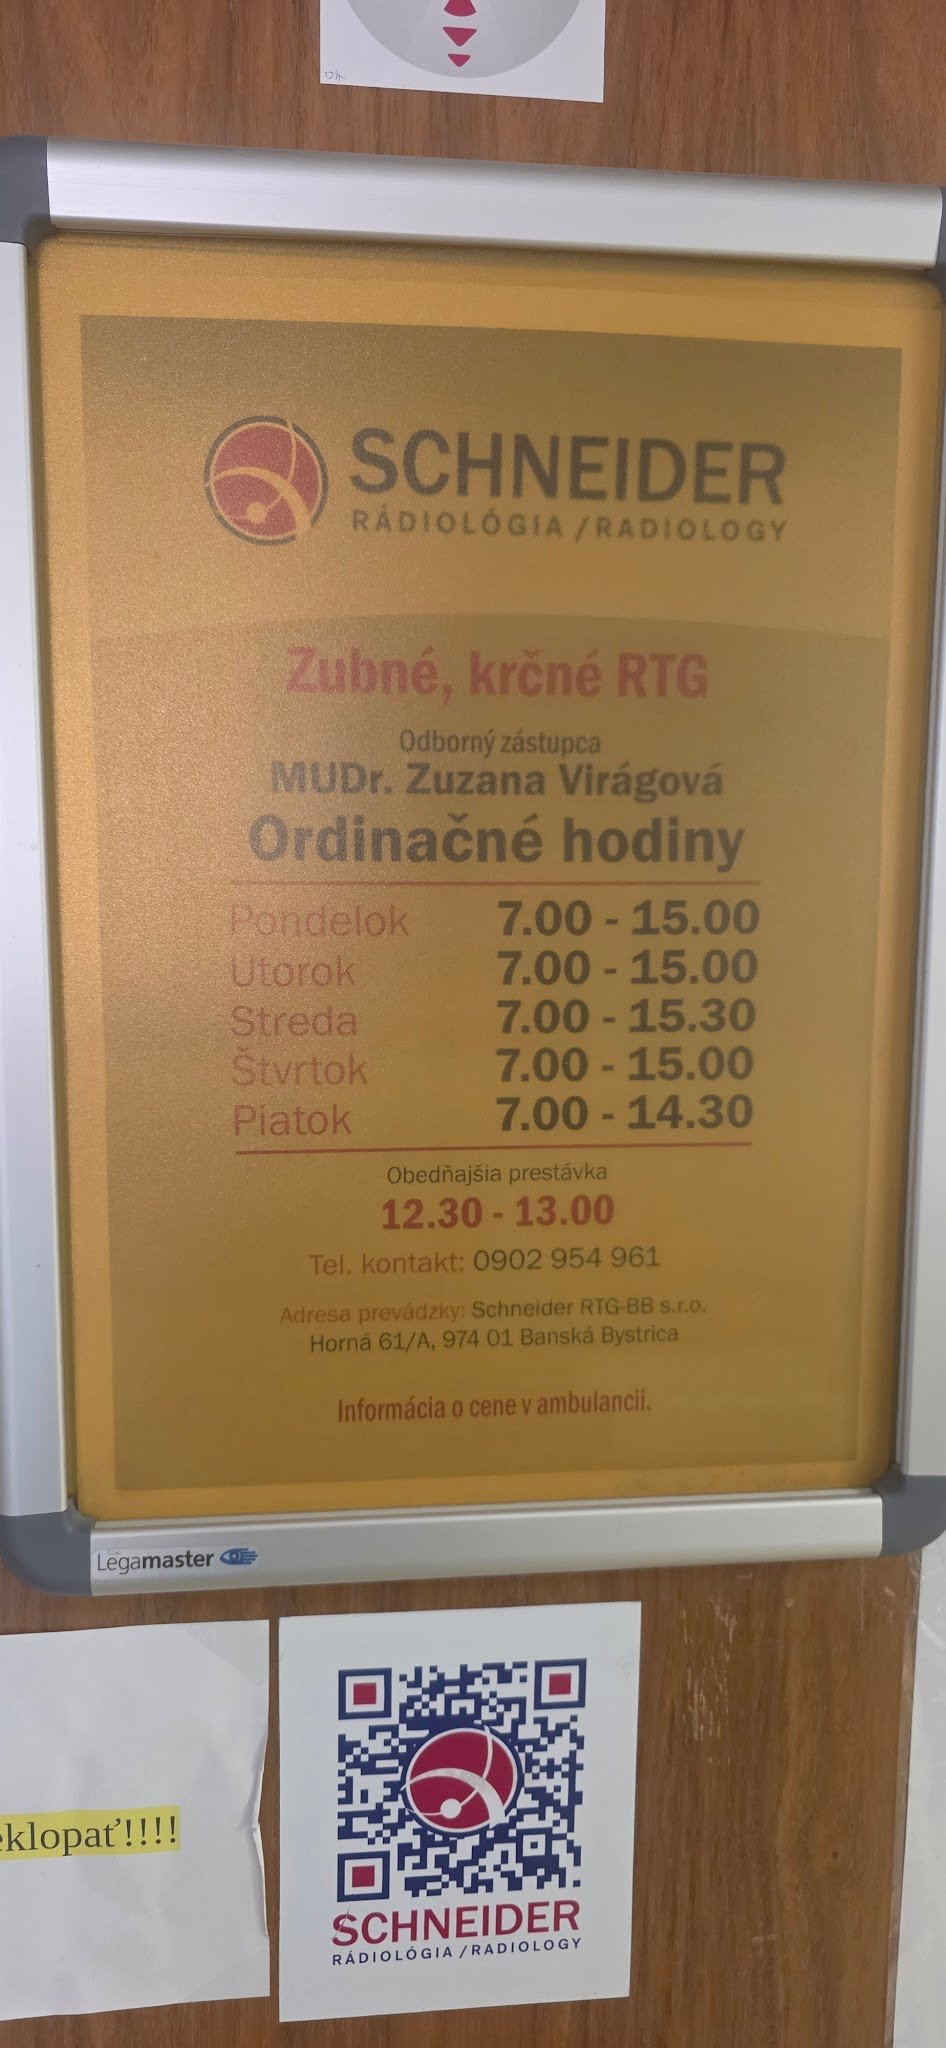 SCHNEIDER
RÁDIOLÓGIA / RADIOLOGY
Zubné, krčné RTG
Odborný zástupca
MUDr. Zuzana Virágová
Ordinačné hodiny
Pondelok 7.00 - 15.00
Utorok 7.00 - 15.00
Streda 7.00 - 15.30
Štvrtok 7.00 - 15.00
Piatok 7.00 - 14.30
Obedňajšia prestávka
12.30 - 13.00
Tel. kontakt: 0902 954 961
Adresa prevádzky: Schneider RTG-BB s.r.o.
Horná 61/A, 974 01 Banská Bystrica
Informácia o cene v ambulancii.
Legamaster
eklopať!!!!
SCHNEIDER
RÁDIOLÓGIA / RADIOLOGY